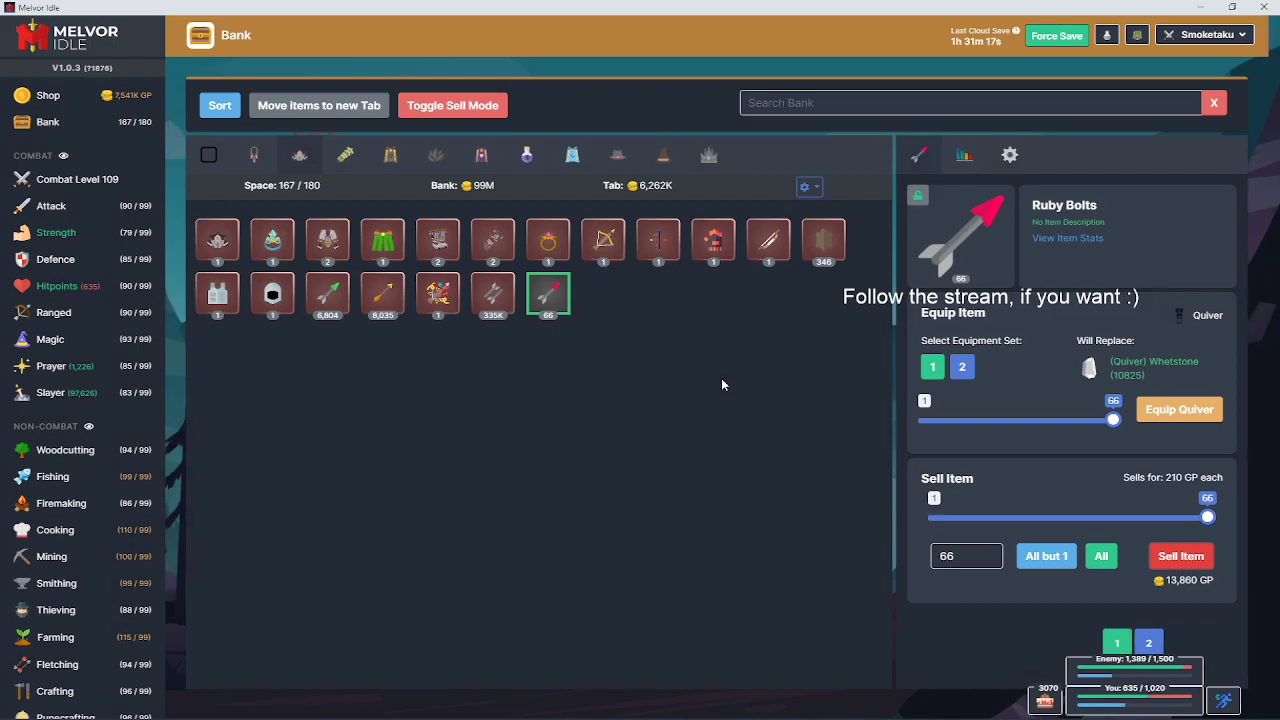 Melvor Idle
MELVOR
IDLE
V1.0.3 (?1876)
Shop 7,541K GP
Bank 167 / 180
COMBAT
Combat Level 109
Attack (90 / 99)
Strength (79 / 99)
Defence (85 / 99)
Hitpoints (635) (88 / 99)
Ranged (90 / 99)
Magic (90 / 99)
Prayer (1,226) (85 / 99)
Slayer (97,626) (83 / 99)
NON-COMBAT
Woodcutting (94 / 99)
Fishing (99 / 99)
Firemaking (86 / 99)
Cooking (110 / 99)
Mining (100 / 99)
Smithing (99 / 99)
Thieving (88 / 99)
Farming (115 / 99)
Fletching (94 / 99)
Crafting (96 / 99)
Bank
Last Cloud Save
1h 31m 17s
Force Save
Smoketaku
Sort
Move items to new Tab
Toggle Sell Mode
Search Bank
X
Space: 167 / 180
Bank: 99M
Tab: 6,262K
1 1 2 1 2 2 1 1 1 1 1 346
1 1 6,804 8,035 1 335K 66
Ruby Bolts
No Item Description
View Item Stats
66
Follow the stream, if you want :)
Equip Item
Quiver
Select Equipment Set:
Will Replace:
1 2
(Quiver) Whetstone
(10825)
1 66
Equip Quiver
Sell Item
Sells for: 210 GP each
1 66
66
All but 1
All
Sell Item
13,860 GP
1 2
Enemy: 1,389 / 1,500
3070
You: 635 / 1,020